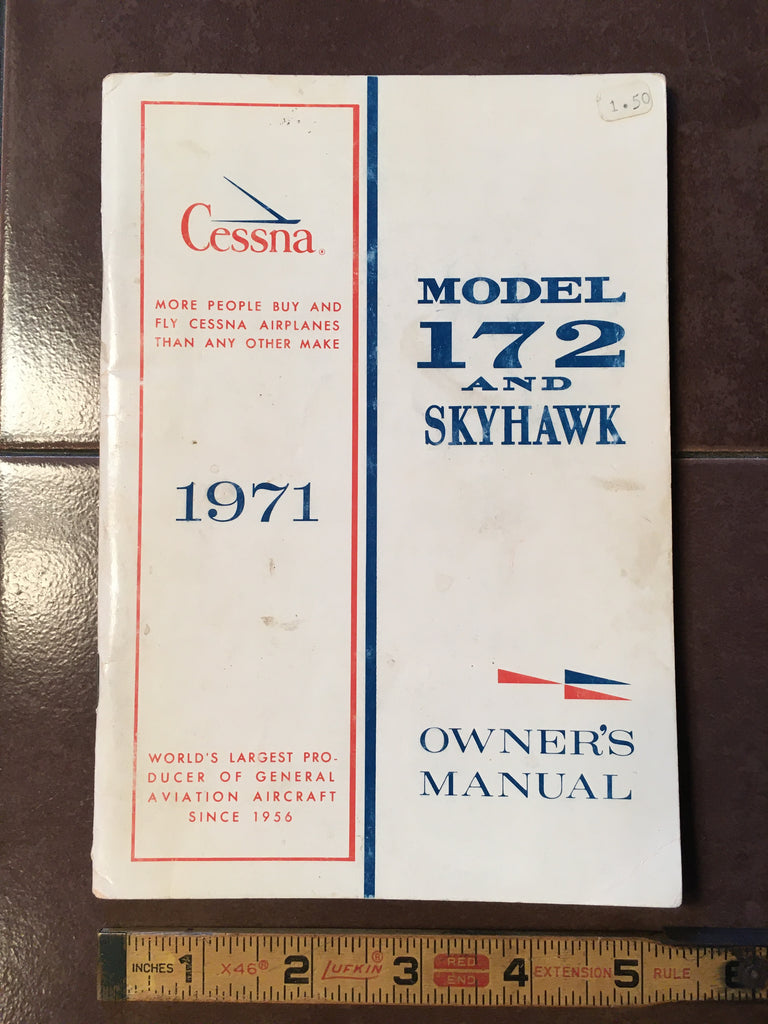 1.50
Cessna®
MORE PEOPLE BUY AND
FLY CESSNA AIRPLANES
THAN ANY OTHER MAKE
1971
WORLD'S LARGEST PRO-
DUCER OF GENERAL
AVIATION AIRCRAFT
SINCE 1956
MODEL
172
AND
SKYHAWK
OWNER'S
MANUAL
INCHES 1 X46® 2 LUFKIN® 3 RED END 4 EXTENSION 5 RULE 6